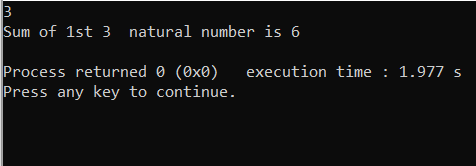 3
Sum of 1st 3  natural number is 6
Process returned 0 (0x0)   execution time : 1.977 s
Press any key to continue.